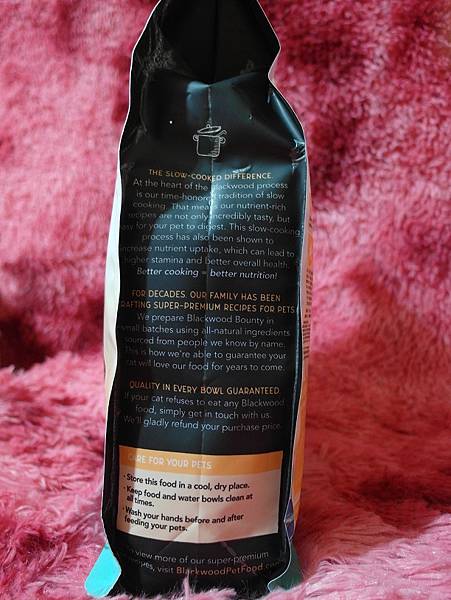 THE SLOW-COOKED DIFFERENCE.
At the heart of the Blackwood process
is our time-honored tradition of slow
cooking. That means our nutrient-rich
recipes are not only incredibly tasty, but
easy for your pet to digest. This slow-cooking
process has also been shown to
increase nutrient uptake, which can lead to
higher stamina and better overall health.
Better cooking = better nutrition!
FOR DECADES, OUR FAMILY HAS BEEN
CRAFTING SUPER-PREMIUM RECIPES FOR PETS.
We prepare Blackwood Bounty in
small batches using all-natural ingredients
sourced from people we know by name.
This is how we're able to guarantee your
cat will love our food for years to come.
QUALITY IN EVERY BOWL GUARANTEED.
If your cat refuses to eat any Blackwood
food, simply get in touch with us.
We'll gladly refund your purchase price.
CARE FOR YOUR PETS
• Store this food in a cool, dry place.
• Keep food and water bowls clean at
all times.
• Wash your hands before and after
feeding your pets.
To view more of our super-premium
recipes, visit BlackwoodPetFood.com